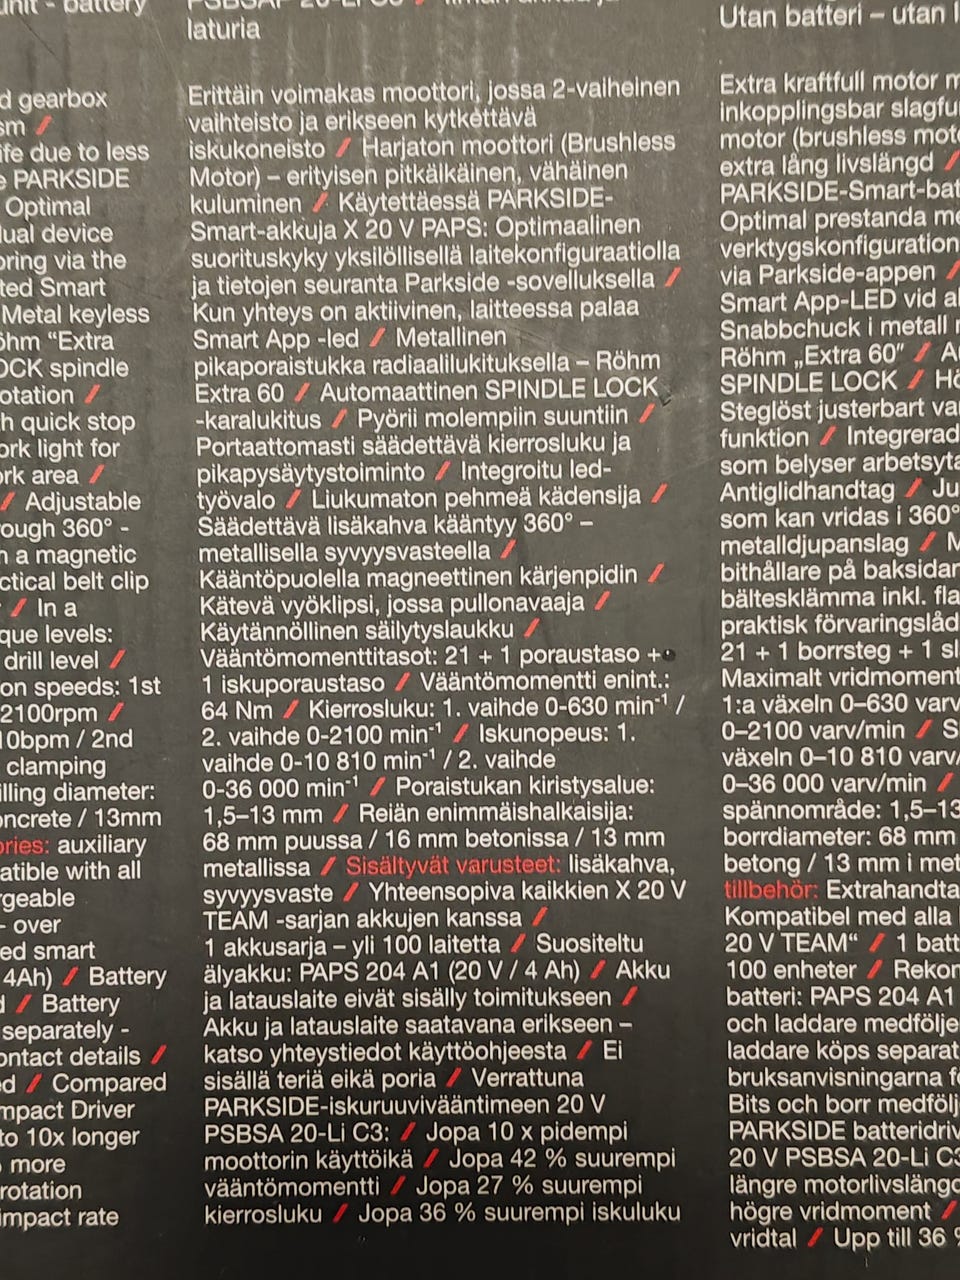 battery
d gearbox
sm /
ife due to less
e PARKSIDE
Optimal
ual device
oring via the
ted Smart
Metal keyless
öhm “Extra
OCK spindle
otation /
h quick stop
ork light for
ork area /
/ Adjustable
ough 360° -
h a magnetic
ctical belt clip
/ In a
que levels:
drill level /
on speeds: 1st
2100rpm /
10bpm / 2nd
clamping
illing diameter:
oncrete / 13mm
ories: auxiliary
atible with all
rgeable
- over
ed smart
4Ah) / Battery
d / Battery
separately -
ontact details /
ed / Compared
mpact Driver
to 10x longer
more
rotation
impact rate
laturia
Erittäin voimakas moottori, jossa 2-vaiheinen
vaihteisto ja erikseen kytkettävä
iskukoneisto / Harjaton moottori (Brushless
Motor) – erityisen pitkäikäinen, vähäinen
kuluminen / Käytettäessä PARKSIDE-
Smart-akkuja X 20 V PAPS: Optimaalinen
suorituskyky yksilöllisellä laitekonfiguraatiolla
ja tietojen seuranta Parkside -sovelluksella /
Kun yhteys on aktiivinen, laitteessa palaa
Smart App -led / Metallinen
pikaporaistukka radiaalilukituksella – Röhm
Extra 60 / Automaattinen SPINDLE LOCK
-karalukitus / Pyörii molempiin suuntiin /
Portaattomasti säädettävä kierrosluku ja
pikapysäytystoiminto / Integroitu led-
työvalo / Liukumaton pehmeä kädensija /
Säädettävä lisäkahva kääntyy 360° –
metallisella syvyysvasteella /
Kääntöpuolella magneettinen kärjenpidin /
Kätevä vyöklipsi, jossa pullonavaaja /
Käytännöllinen säilytyslaukku /
Vääntömomenttitasot: 21 + 1 poraustaso +
1 iskuporaustaso / Vääntömomentti enint.:
64 Nm / Kierrosluku: 1. vaihde 0-630 min⁻¹ /
2. vaihde 0-2100 min⁻¹ / Iskunopeus: 1.
vaihde 0-10 810 min⁻¹ / 2. vaihde
0-36 000 min⁻¹ / Poraistukan kiristysalue:
1,5–13 mm / Reiän enimmäishalkaisija:
68 mm puussa / 16 mm betonissa / 13 mm
metallissa / Sisältyvät varusteet: lisäkahva,
syvyysvaste / Yhteensopiva kaikkien X 20 V
TEAM -sarjan akkujen kanssa /
1 akkusarja – yli 100 laitetta / Suositeltu
älyakku: PAPS 204 A1 (20 V / 4 Ah) / Akku
ja latauslaite eivät sisälly toimitukseen /
Akku ja latauslaite saatavana erikseen –
katso yhteystiedot käyttöohjeesta / Ei
sisällä teriä eikä poria / Verrattuna
PARKSIDE-iskuruuvivääntimeen 20 V
PSBSA 20-Li C3: / Jopa 10 x pidempi
moottorin käyttöikä / Jopa 42 % suurempi
vääntömomentti / Jopa 27 % suurempi
kierrosluku / Jopa 36 % suurempi iskuluku
Utan batteri – utan l
Extra kraftfull motor m
inkopplingsbar slagfu
motor (brushless moto
extra lång livslängd /
PARKSIDE-Smart-bat
Optimal prestanda me
verktygskonfiguration
via Parkside-appen /
Smart App-LED vid a
Snabbchuck i metall
Röhm „Extra 60” / A
SPINDLE LOCK / Hö
Steglöst justerbart va
funktion / Integrerad
som belyser arbetsyta
Antiglidhandtag / Ju
som kan vridas i 360°
metalldjupanslag / M
bithållare på baksidan
bältesklämma inkl. fla
praktisk förvaringslåd
21 + 1 borrsteg + 1 sl
Maximalt vridmoment
1:a växeln 0–630 varv
0–2100 varv/min / S
växeln 0–10 810 varv/
0–36 000 varv/min /
spännområde: 1,5–13
borrdiameter: 68 mm
betong / 13 mm i met
tillbehör: Extrahandta
Kompatibel med alla
20 V TEAM“ / 1 batt
100 enheter / Rekon
batteri: PAPS 204 A1
och laddare medfölje
laddare köps separat
bruksanvisningarna fö
Bits och borr medfölj
PARKSIDE batteridriv
20 V PSBSA 20-Li C3
längre motorlivslängd
högre vridmoment /
vridtal / Upp till 36 %